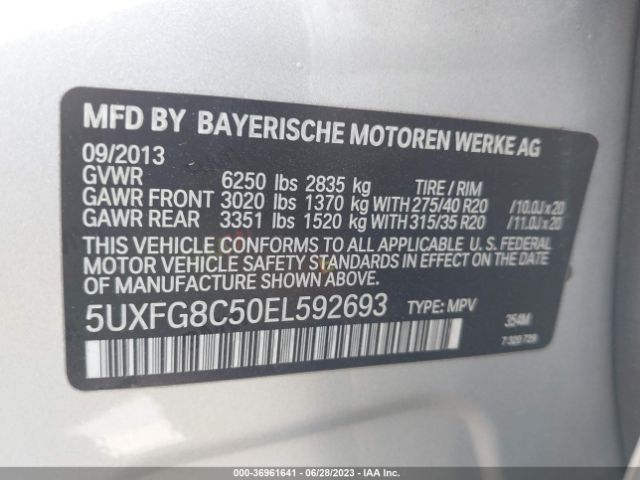 MFD BY BAYERISCHE MOTOREN WERKE AG
09/2013
GVWR 6250 lbs 2835 kg TIRE / RIM
GAWR FRONT 3020 lbs 1370 kg WITH 275/40 R20 /10.0J x 20
GAWR REAR 3351 lbs 1520 kg WITH 315/35 R20 /11.0J x 20
THIS VEHICLE CONFORMS TO ALL APPLICABLE U. S. FEDERAL
MOTOR VEHICLE SAFETY STANDARDS IN EFFECT ON THE DATE
OF MANUFACTURE SHOWN ABOVE.
5UXFG8C50EL592693 TYPE: MPV 354M
7 320 729
000-36961641 - 06/28/2023 - IAA Inc.